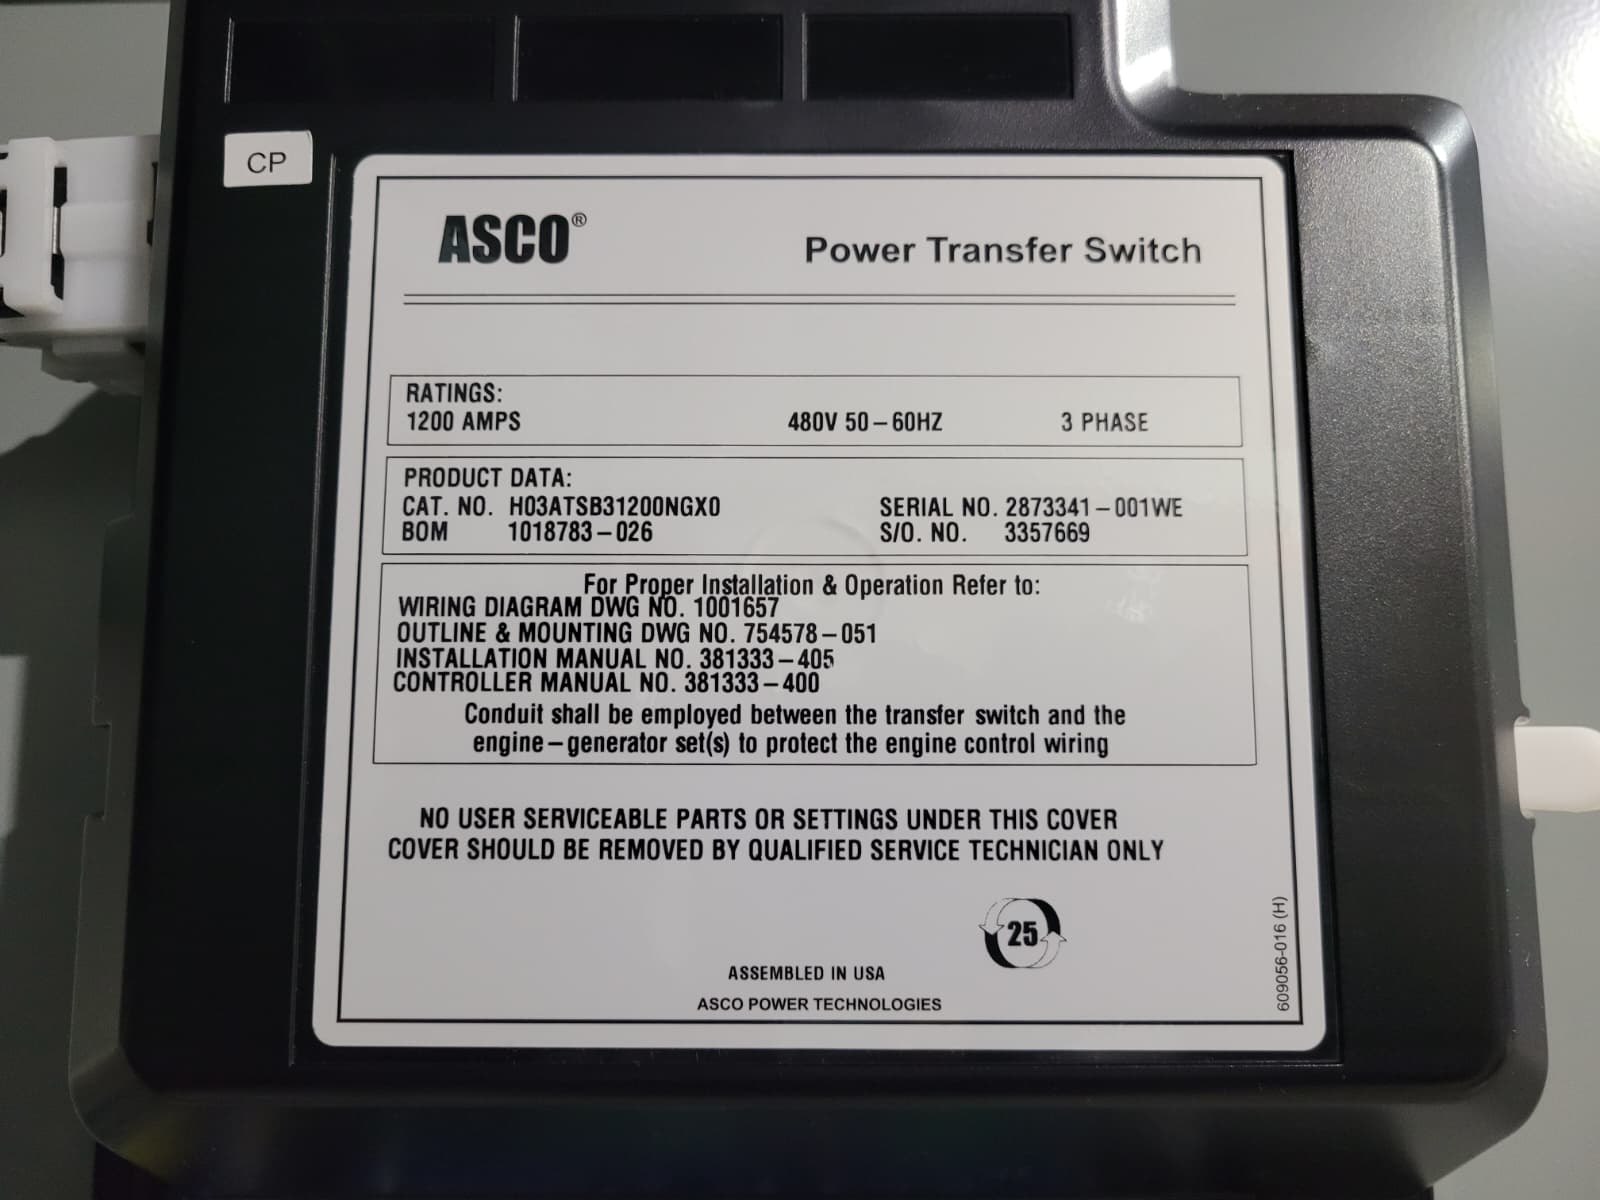 CP
ASCO® Power Transfer Switch
RATINGS:
1200 AMPS 480V 50–60HZ 3 PHASE
PRODUCT DATA:
CAT. NO. H03ATSB31200NGX0 SERIAL NO. 2873341–001WE
BOM 1018783–026 S/O. NO. 3357669
For Proper Installation & Operation Refer to:
WIRING DIAGRAM DWG NO. 1001657
OUTLINE & MOUNTING DWG NO. 754578–051
INSTALLATION MANUAL NO. 381333–405
CONTROLLER MANUAL NO. 381333–400
Conduit shall be employed between the transfer switch and the
engine–generator set(s) to protect the engine control wiring
NO USER SERVICEABLE PARTS OR SETTINGS UNDER THIS COVER
COVER SHOULD BE REMOVED BY QUALIFIED SERVICE TECHNICIAN ONLY
25
ASSEMBLED IN USA
ASCO POWER TECHNOLOGIES
609056-016 (H)